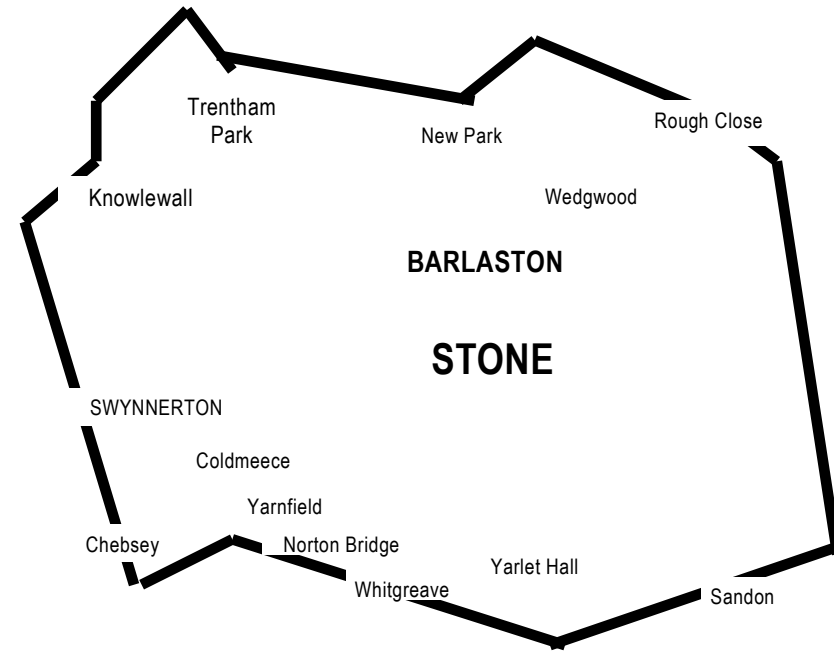 Trentham
Park
New Park
Rough Close
Knowlewall
Wedgwood
BARLASTON
STONE
SWYNNERTON
Coldmeece
Yarnfield
Chebsey
Norton Bridge
Yarlet Hall
Whitgreave
Sandon